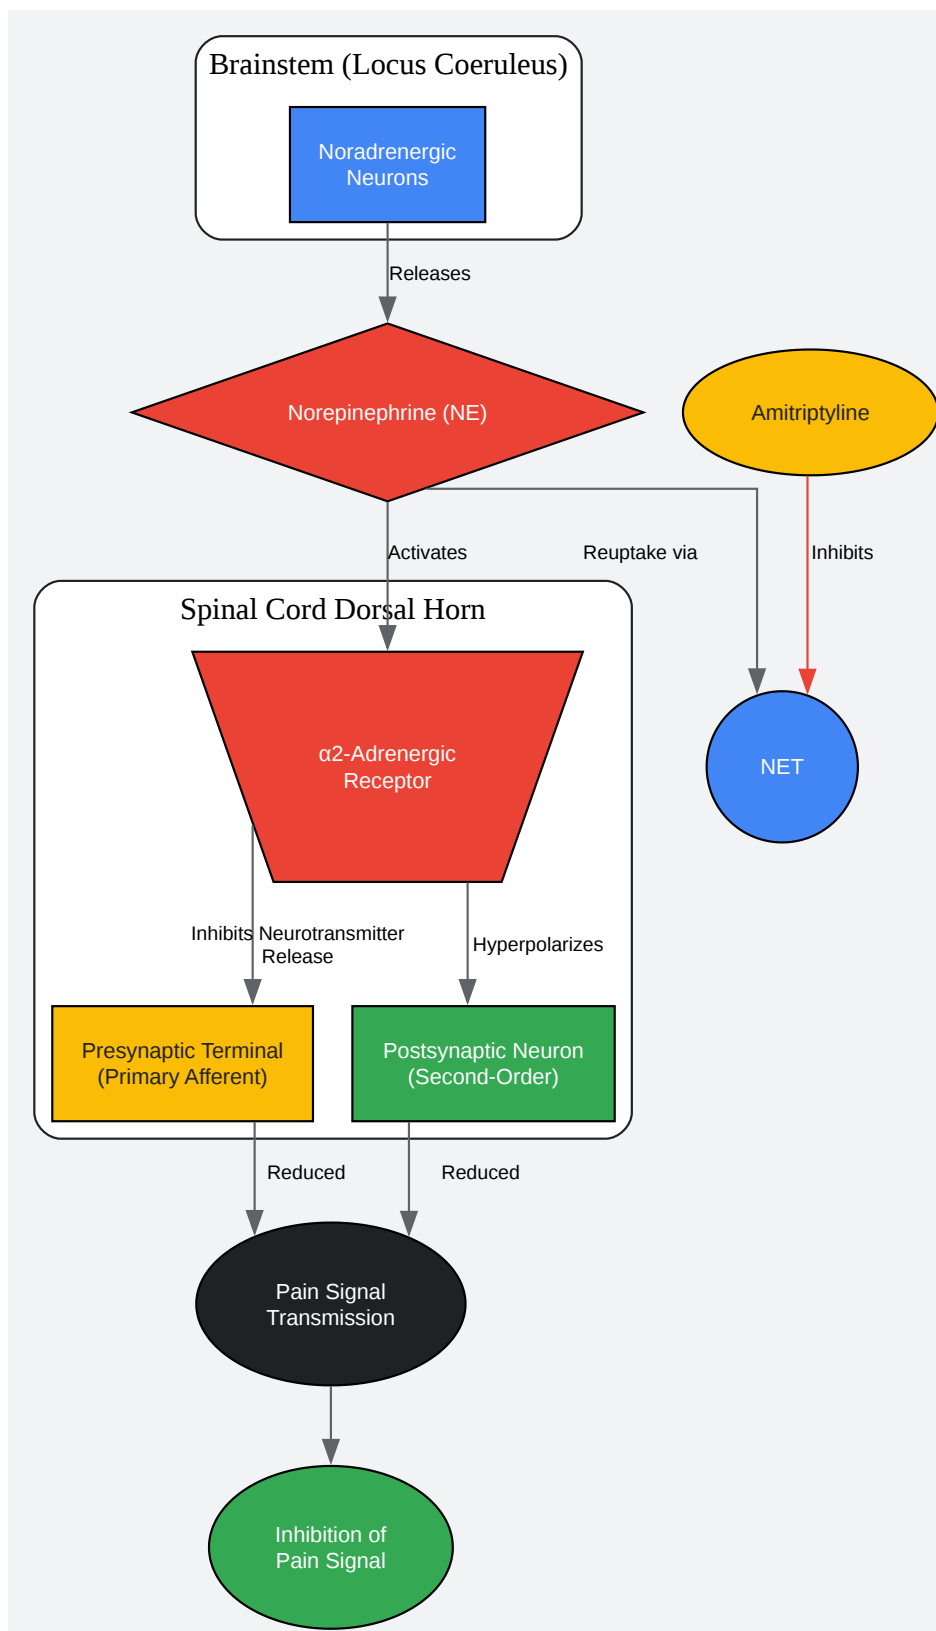 Brainstem (Locus Coeruleus)
Noradrenergic
Neurons
Releases
Norepinephrine (NE)
Amitriptyline
Activates
Reuptake via
Inhibits
Spinal Cord Dorsal Horn
α2-Adrenergic
Receptor
NET
Inhibits Neurotransmitter
Release
Hyperpolarizes
Presynaptic Terminal
(Primary Afferent)
Postsynaptic Neuron
(Second-Order)
Reduced
Reduced
Pain Signal
Transmission
Inhibition of
Pain Signal